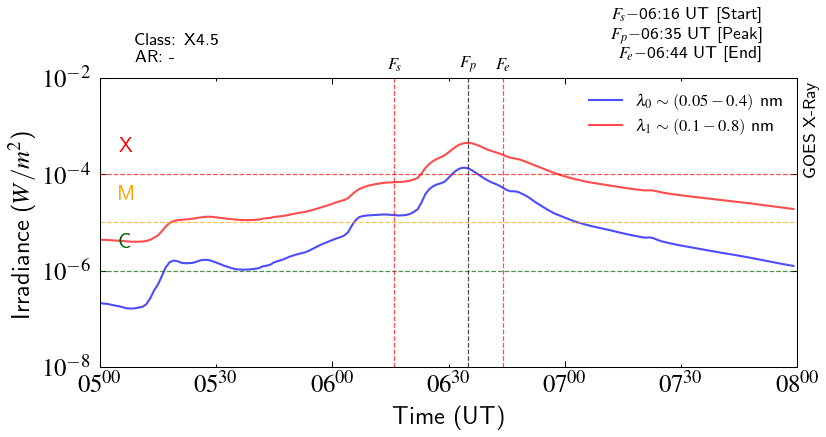 F_s−06:16 UT [Start]
Class: X4.5
F_p−06:35 UT [Peak]
AR: -
F_e−06:44 UT [End]
F_s F_p F_e
10^−2
λ_0 ∼ (0.05 − 0.4) nm
λ_1 ∼ (0.1 − 0.8) nm
GOES X-Ray
X
10^−4
M
Irradiance (W/m^2)
C
10^−6
10^−8
05^00 05^30 06^00 06^30 07^00 07^30 08^00
Time (UT)